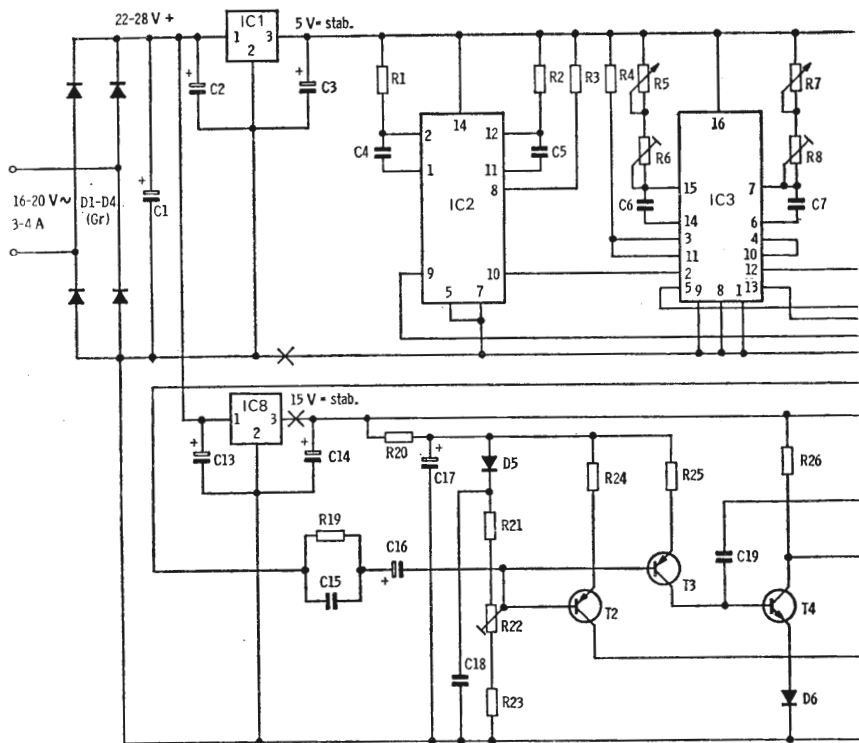 22-28 V +
IC1
1 3
2
5 V= stab.
+
C2
+
C3
R1
R2
R3
R4
R5
R7
14
2
12
C4
C5
1
11
8
IC2
9
10
5
7
16
R6
R8
15
7
C6
IC3
C7
14
6
3
4
11
10
2
12
5
13
9 8 1
16-20 V~
3-4 A
D1-D4
(Gr)
+
C1
IC8
1 3
2
15 V= stab.
+
C13
+
C14
R20
+
C17
D5
R24
R25
R26
R19
C15
C16
+
R21
R22
C18
R23
T2
T3
C19
T4
D6